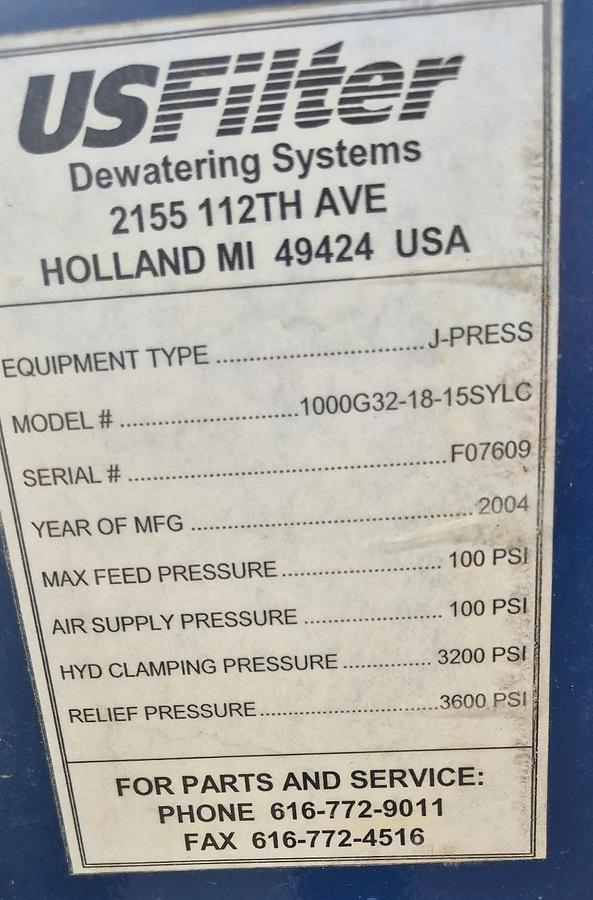 USFilter
Dewatering Systems
2155 112TH AVE
HOLLAND MI 49424 USA
EQUIPMENT TYPE ................................J-PRESS
MODEL # ...........................1000G32-18-15SYLC
SERIAL # ................................................F07609
YEAR OF MFG ...........................................2004
MAX FEED PRESSURE......................... 100 PSI
AIR SUPPLY PRESSURE ..................... 100 PSI
HYD CLAMPING PRESSURE .............. 3200 PSI
RELIEF PRESSURE.............................3600 PSI
FOR PARTS AND SERVICE:
PHONE 616-772-9011
FAX 616-772-4516